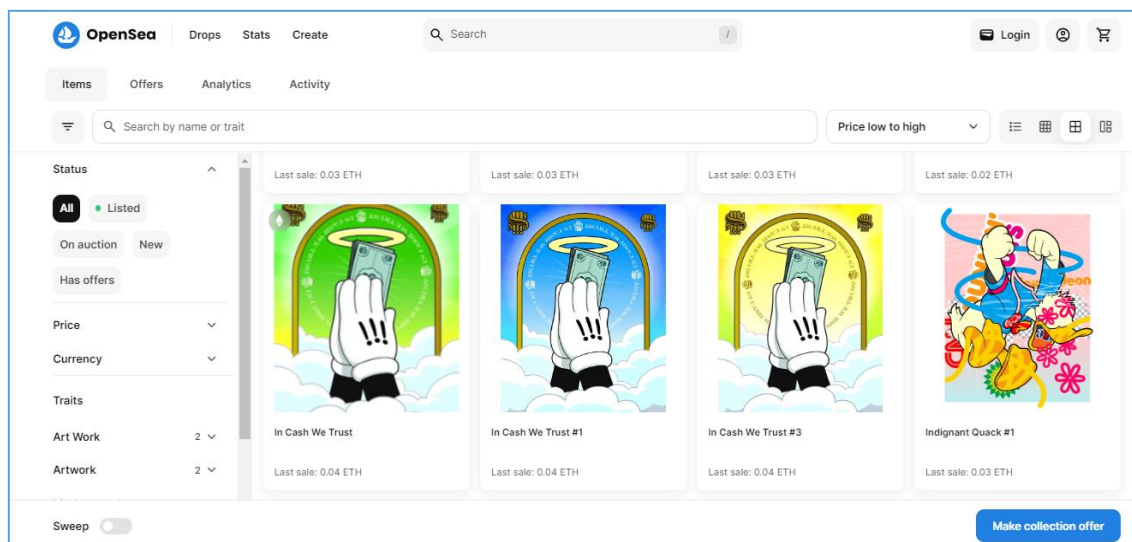 OpenSea Drops Stats Create Search / Login
Items Offers Analytics Activity
Search by name or trait Price low to high
Status
All Listed
On auction New
Has offers
Price
Currency
Traits
Art Work 2
Artwork 2
Last sale: 0.03 ETH Last sale: 0.03 ETH Last sale: 0.03 ETH Last sale: 0.02 ETH
In Cash We Trust In Cash We Trust #1 In Cash We Trust #3 Indignant Quack #1
Last sale: 0.04 ETH Last sale: 0.04 ETH Last sale: 0.04 ETH Last sale: 0.03 ETH
Sweep Make collection offer